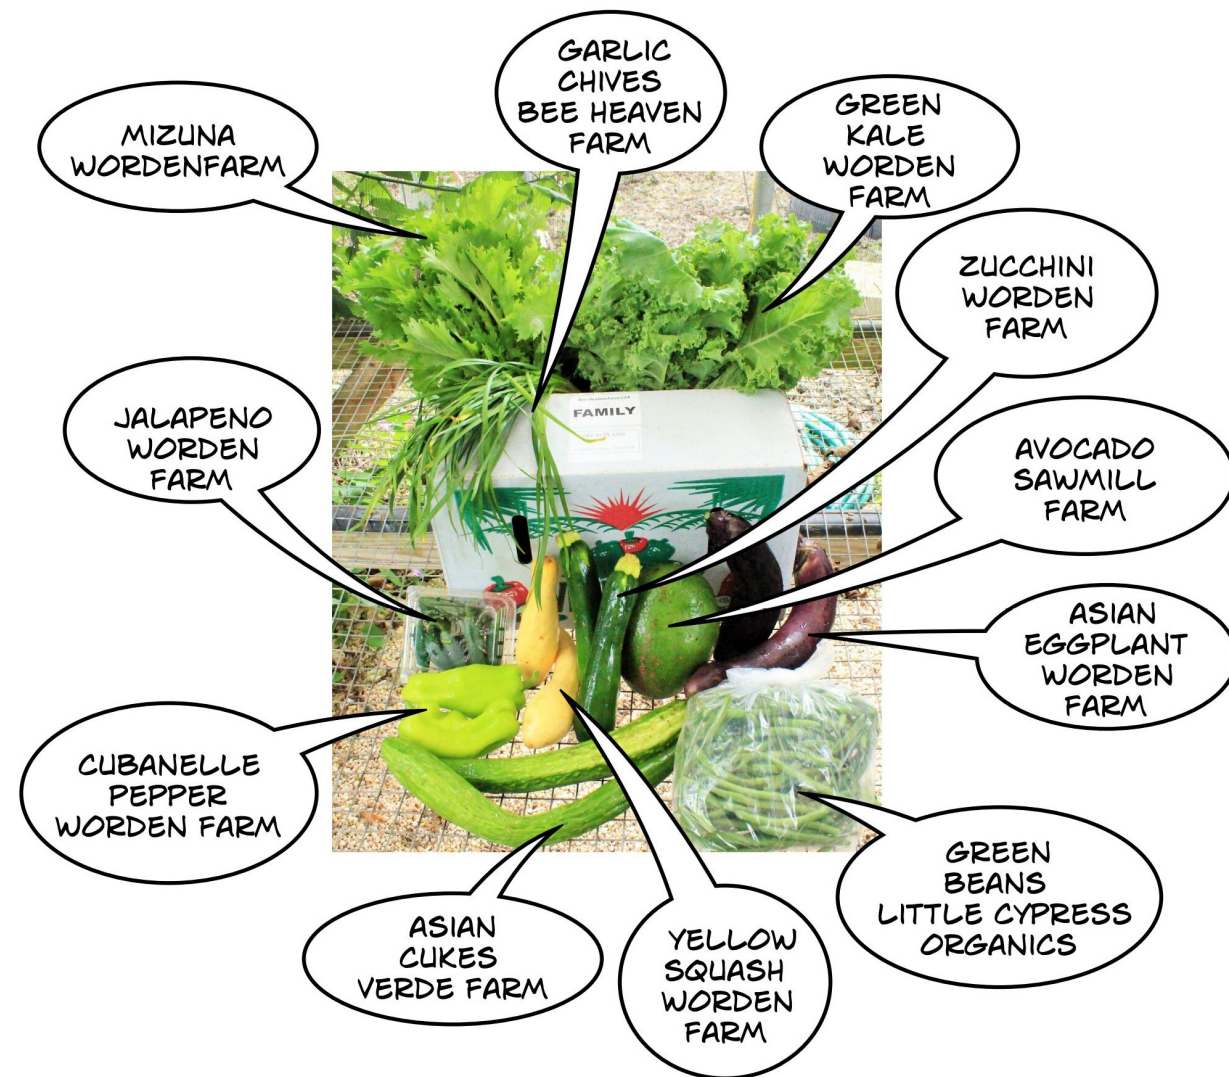 GARLIC
CHIVES
BEE HEAVEN
FARM
MIZUNA
WORDENFARM
GREEN
KALE
WORDEN
FARM
ZUCCHINI
WORDEN
FARM
JALAPENO
WORDEN
FARM
FAMILY
AVOCADO
SAWMILL
FARM
ASIAN
EGGPLANT
WORDEN
FARM
CUBANELLE
PEPPER
WORDEN FARM
GREEN
BEANS
LITTLE CYPRESS
ORGANICS
ASIAN
CUKES
VERDE FARM
YELLOW
SQUASH
WORDEN
FARM